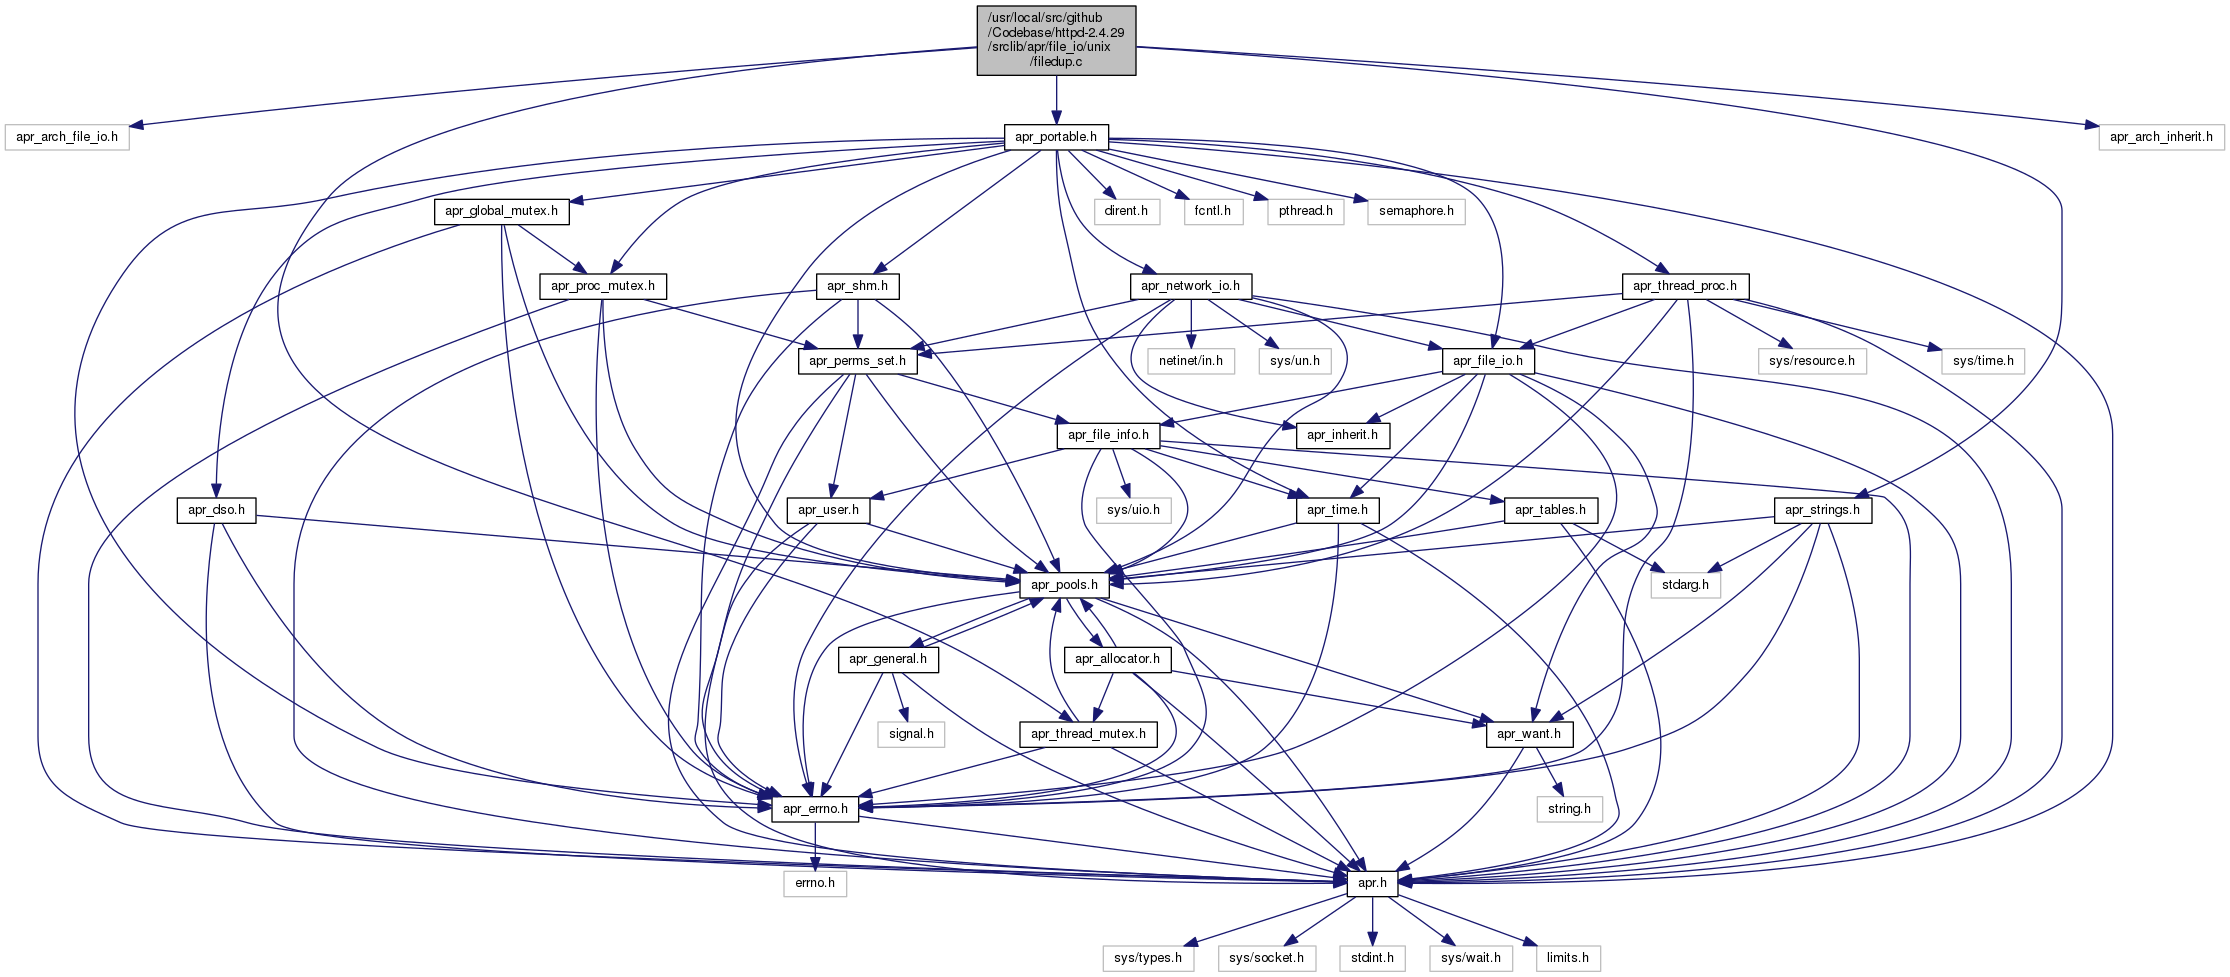 /usr/local/src/github
/Codebase/httpd-2.4.29
/srclib/apr/file_io/unix
/filedup.c
apr_arch_file_io.h
apr_portable.h
apr_arch_inherit.h
apr_global_mutex.h
dirent.h
fcntl.h
pthread.h
semaphore.h
apr_proc_mutex.h
apr_shm.h
apr_network_io.h
apr_thread_proc.h
apr_perms_set.h
netinet/in.h
sys/un.h
apr_file_io.h
sys/resource.h
sys/time.h
apr_file_info.h
apr_inherit.h
apr_dso.h
apr_user.h
sys/uio.h
apr_time.h
apr_tables.h
apr_strings.h
apr_pools.h
stdarg.h
apr_general.h
apr_allocator.h
signal.h
apr_thread_mutex.h
apr_want.h
apr_errno.h
string.h
errno.h
apr.h
sys/types.h
sys/socket.h
stdint.h
sys/wait.h
limits.h